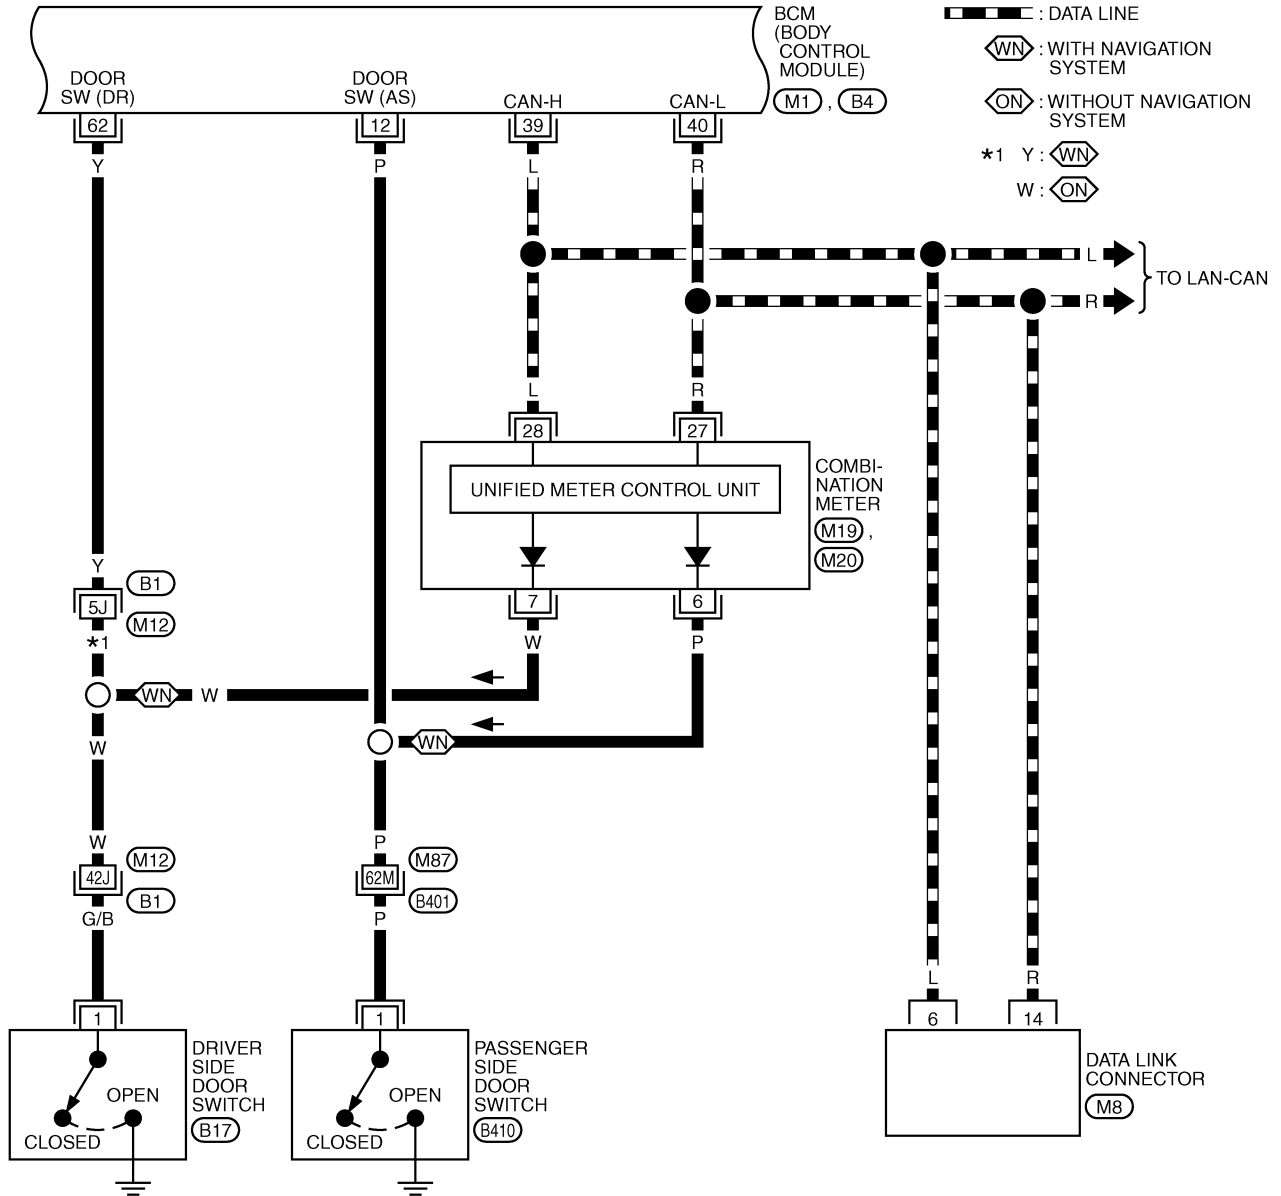 BCM
(BODY
CONTROL
MODULE)
M1 , B4
: DATA LINE
WN : WITH NAVIGATION
SYSTEM
ON : WITHOUT NAVIGATION
SYSTEM
*1 Y : WN
W : ON
DOOR
SW (DR)
DOOR
SW (AS)
CAN-H
CAN-L
62
12
39
40
Y
P
L
R
L
R
TO LAN-CAN
L
R
28
27
UNIFIED METER CONTROL UNIT
COMBI-
NATION
METER
M19 ,
M20
7
6
W
P
Y
B1
5J
M12
*1
WN
W
WN
W
W
P
M12
42J
B1
G/B
M87
62M
B401
P
L
R
1
1
6
14
DRIVER
SIDE
DOOR
SWITCH
B17
OPEN
CLOSED
PASSENGER
SIDE
DOOR
SWITCH
B410
OPEN
CLOSED
DATA LINK
CONNECTOR
M8